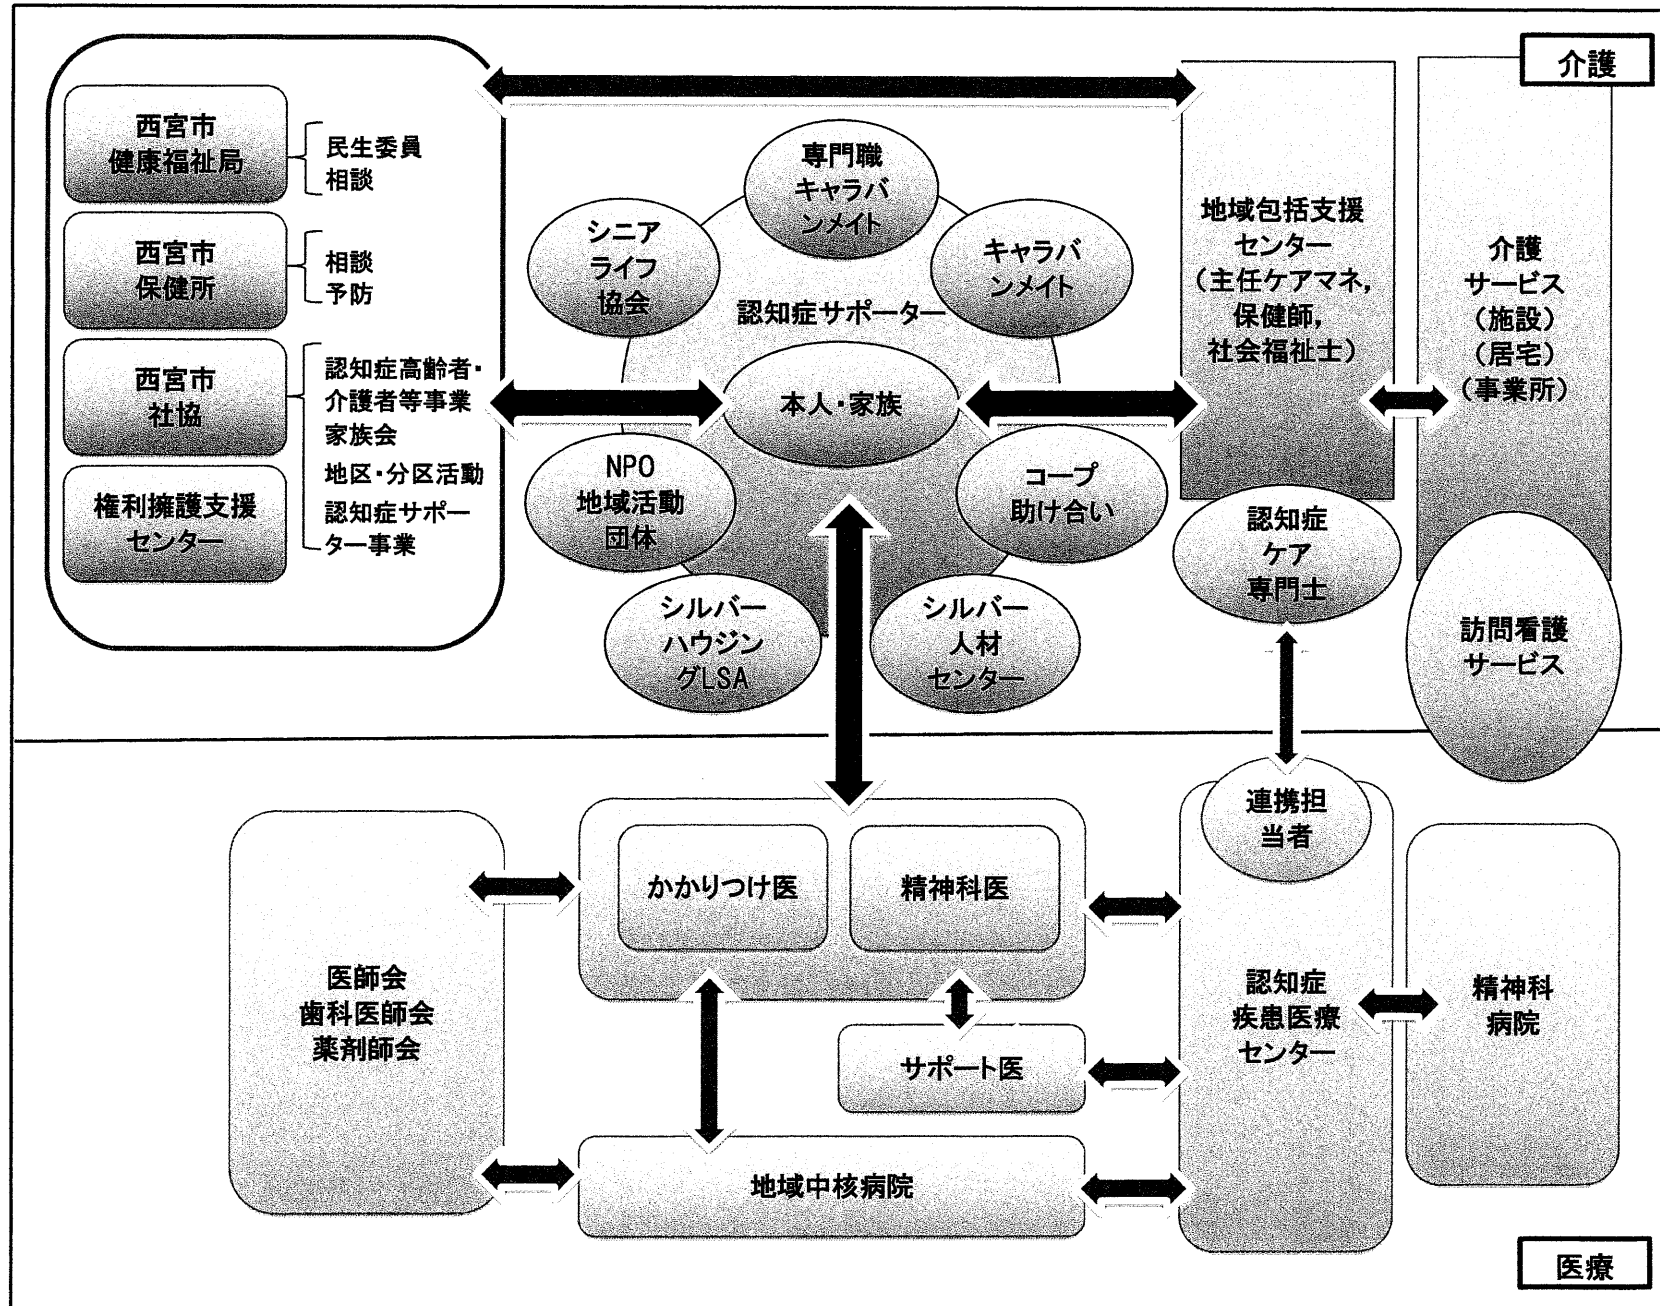 介護
西宮市
健康福祉局
民生委員
相談
西宮市
保健所
相談
予防
西宮市
社協
認知症高齢者・
介護者等事業
家族会
地区・分区活動
認知症サポー
ター事業
権利擁護支援
センター
専門職
キャラバ
ンメイト
シニア
ライフ
協会
キャラバ
ンメイト
認知症サポーター
本人・家族
NPO
地域活動
団体
コープ
助け合い
シルバー
ハウジン
グLSA
シルバー
人材
センター
地域包括支援
センター
（主任ケアマネ，
保健師，
社会福祉士）
介護
サービス
（施設）
（居宅）
（事業所）
認知症
ケア
専門士
訪問看護
サービス
連携担
当者
かかりつけ医
精神科医
医師会
歯科医師会
薬剤師会
サポート医
地域中核病院
認知症
疾患医療
センター
精神科
病院
医療